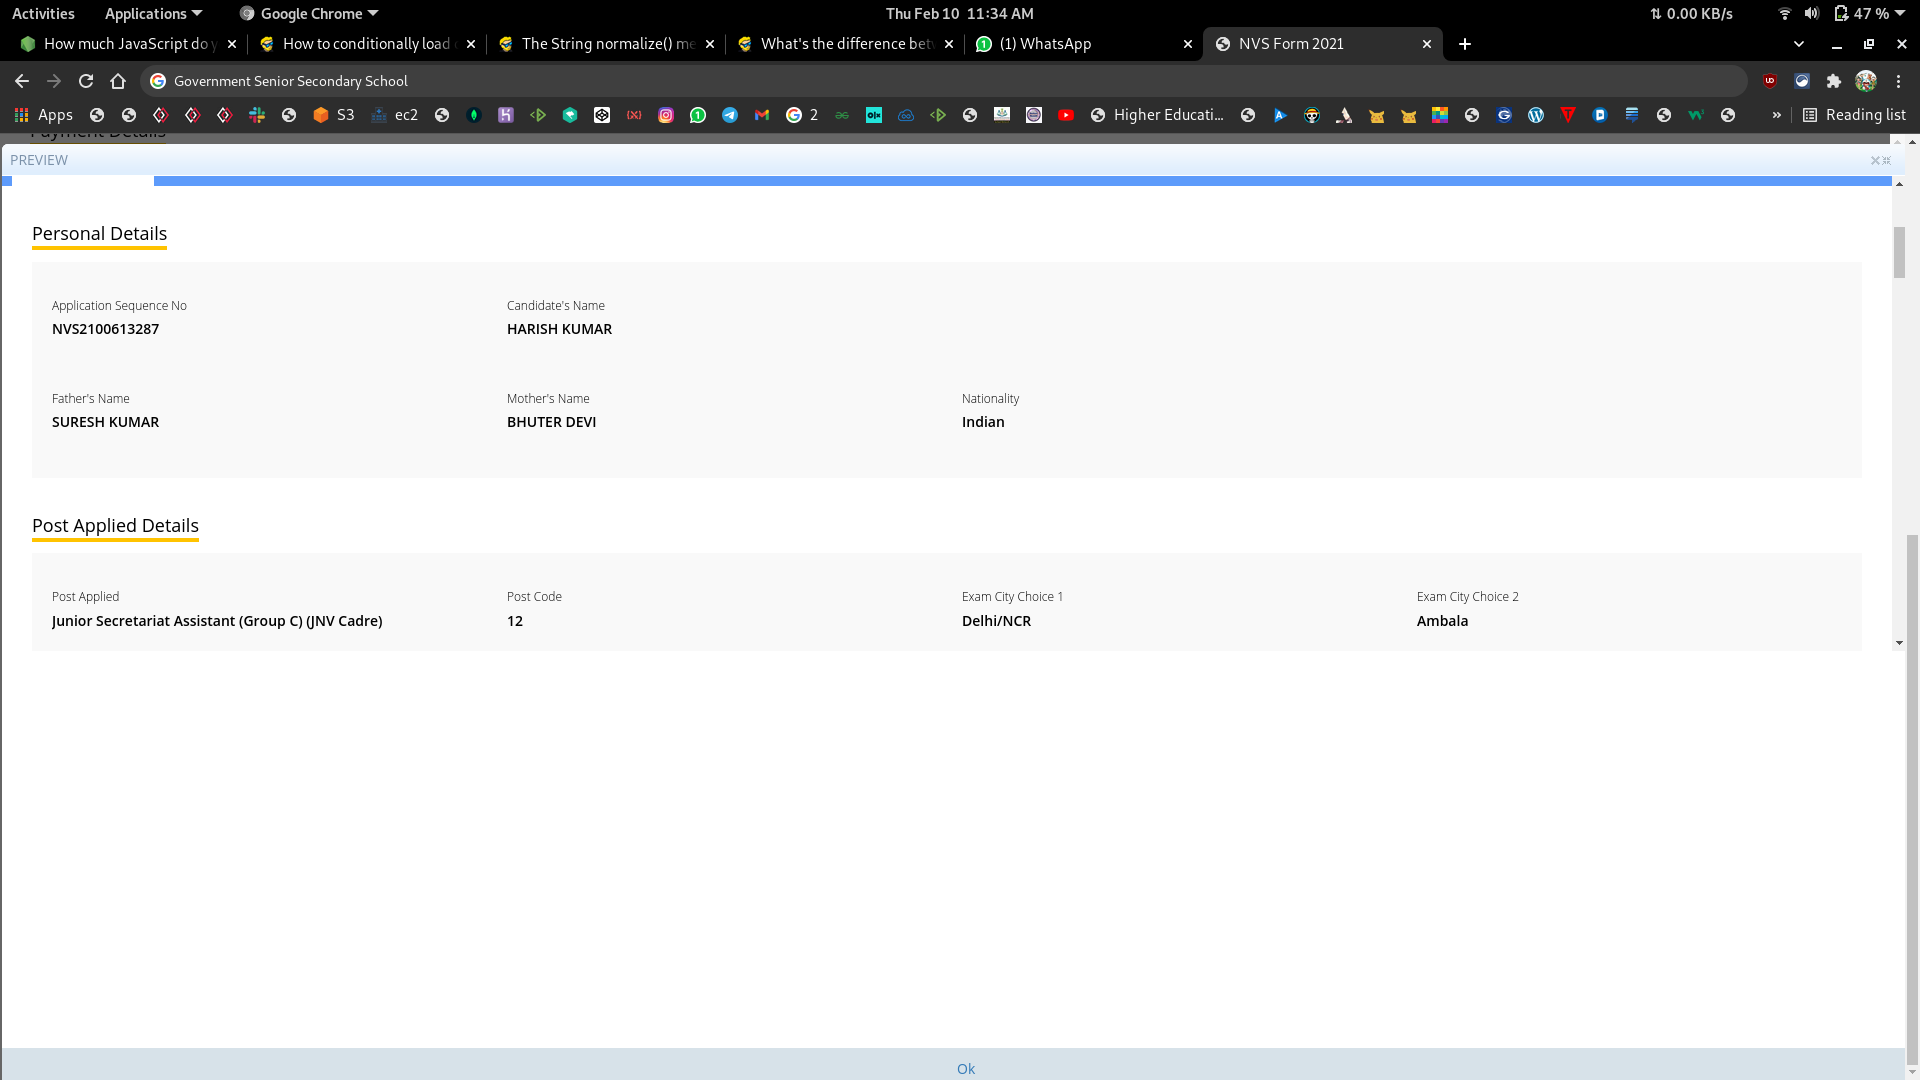 Activities Applications Google Chrome Thu Feb 10 11:34 AM 0.00 KB/s 47 %
How much JavaScript do y How to conditionally load The String normalize() me What's the difference bet (1) WhatsApp NVS Form 2021
Government Senior Secondary School
Apps S3 ec2 2 Higher Educati... Reading list
Payment Details
PREVIEW
Personal Details
Application Sequence No Candidate's Name
NVS2100613287 HARISH KUMAR
Father's Name Mother's Name Nationality
SURESH KUMAR BHUTER DEVI Indian
Post Applied Details
Post Applied Post Code Exam City Choice 1 Exam City Choice 2
Junior Secretariat Assistant (Group C) (JNV Cadre) 12 Delhi/NCR Ambala
Ok